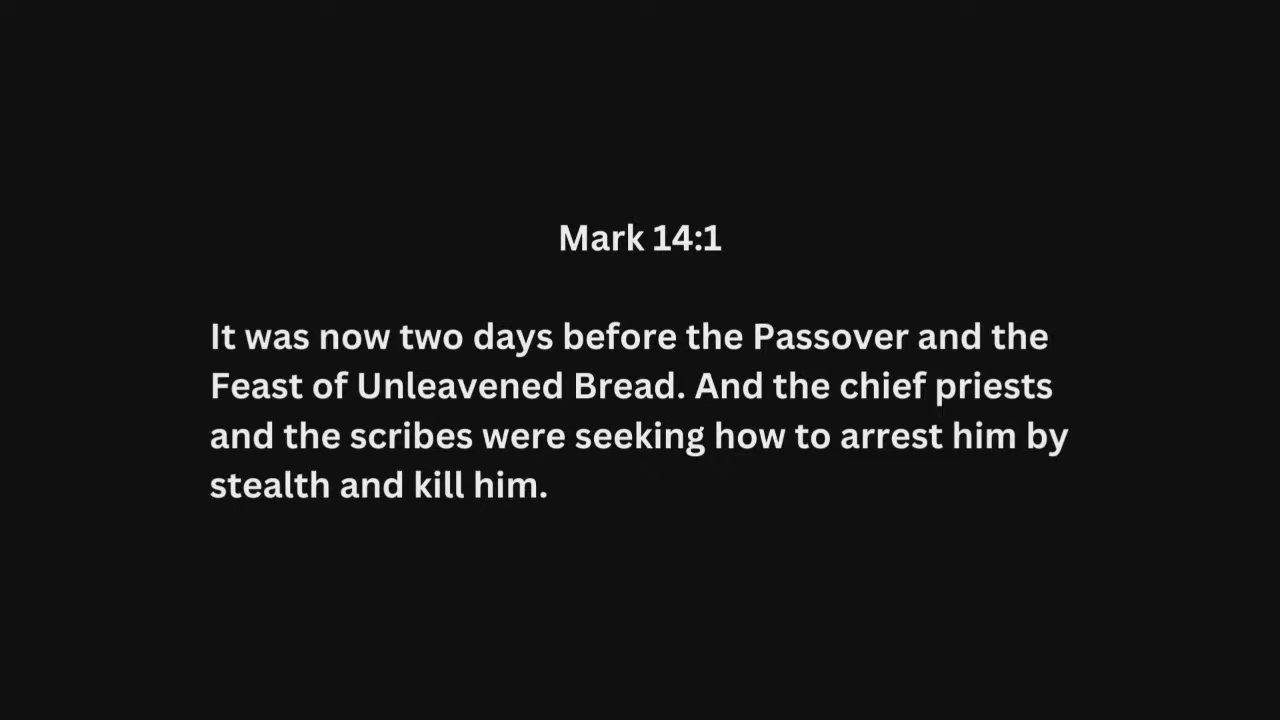 Mark 14:1
It was now two days before the Passover and the
Feast of Unleavened Bread. And the chief priests
and the scribes were seeking how to arrest him by
stealth and kill him.